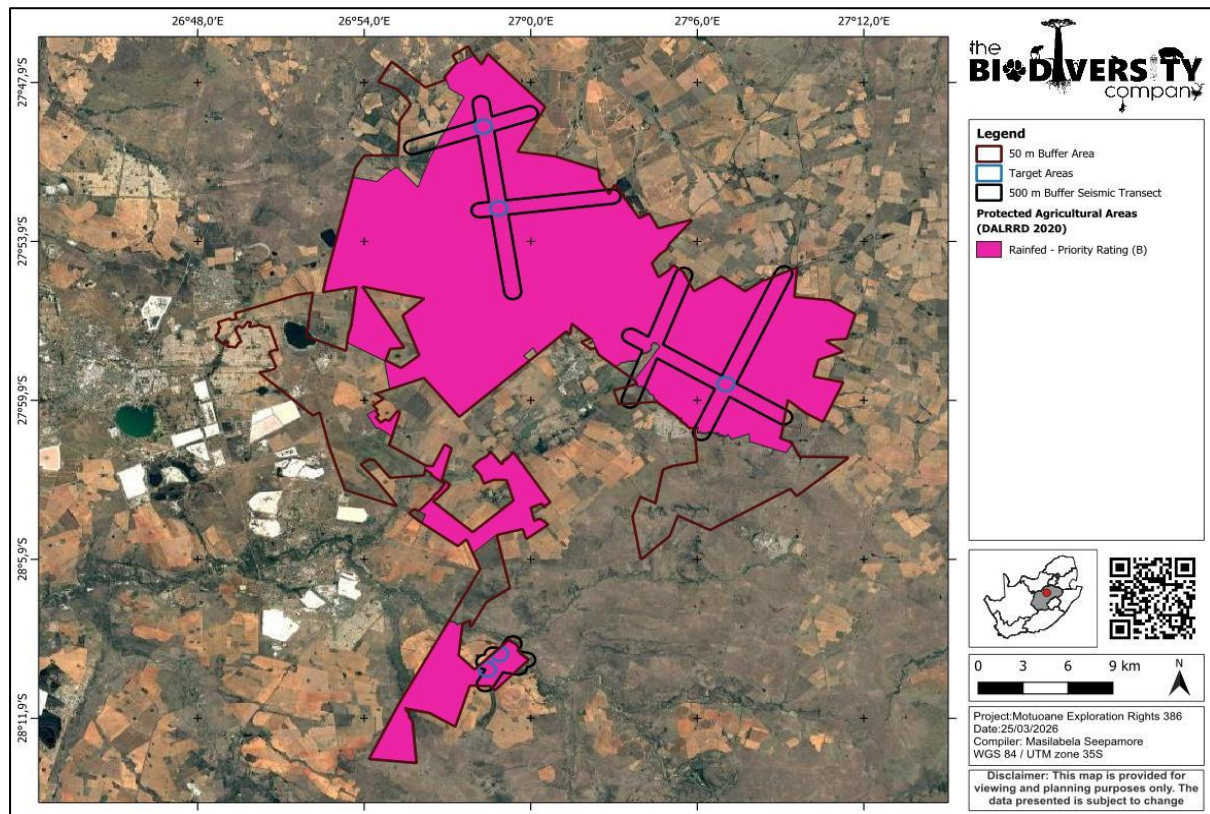 26°48,0'E 26°54,0'E 27°0,0'E 27°6,0'E 27°12,0'E
27°47,9'S
27°53,9'S
27°59,9'S
28°5,9'S
28°11,9'S
the
BIODIVERSITY
company
Legend
50 m Buffer Area
Target Areas
500 m Buffer Seismic Transect
Protected Agricultural Areas
(DALRRD 2020)
Rainfed - Priority Rating (B)
0 3 6 9 km
N
Project:Motuoane Exploration Rights 386
Date:25/03/2026
Compiler: Masilabela Seepamore
WGS 84 / UTM zone 35S
Disclaimer: This map is provided for
viewing and planning purposes only. The
data presented is subject to change